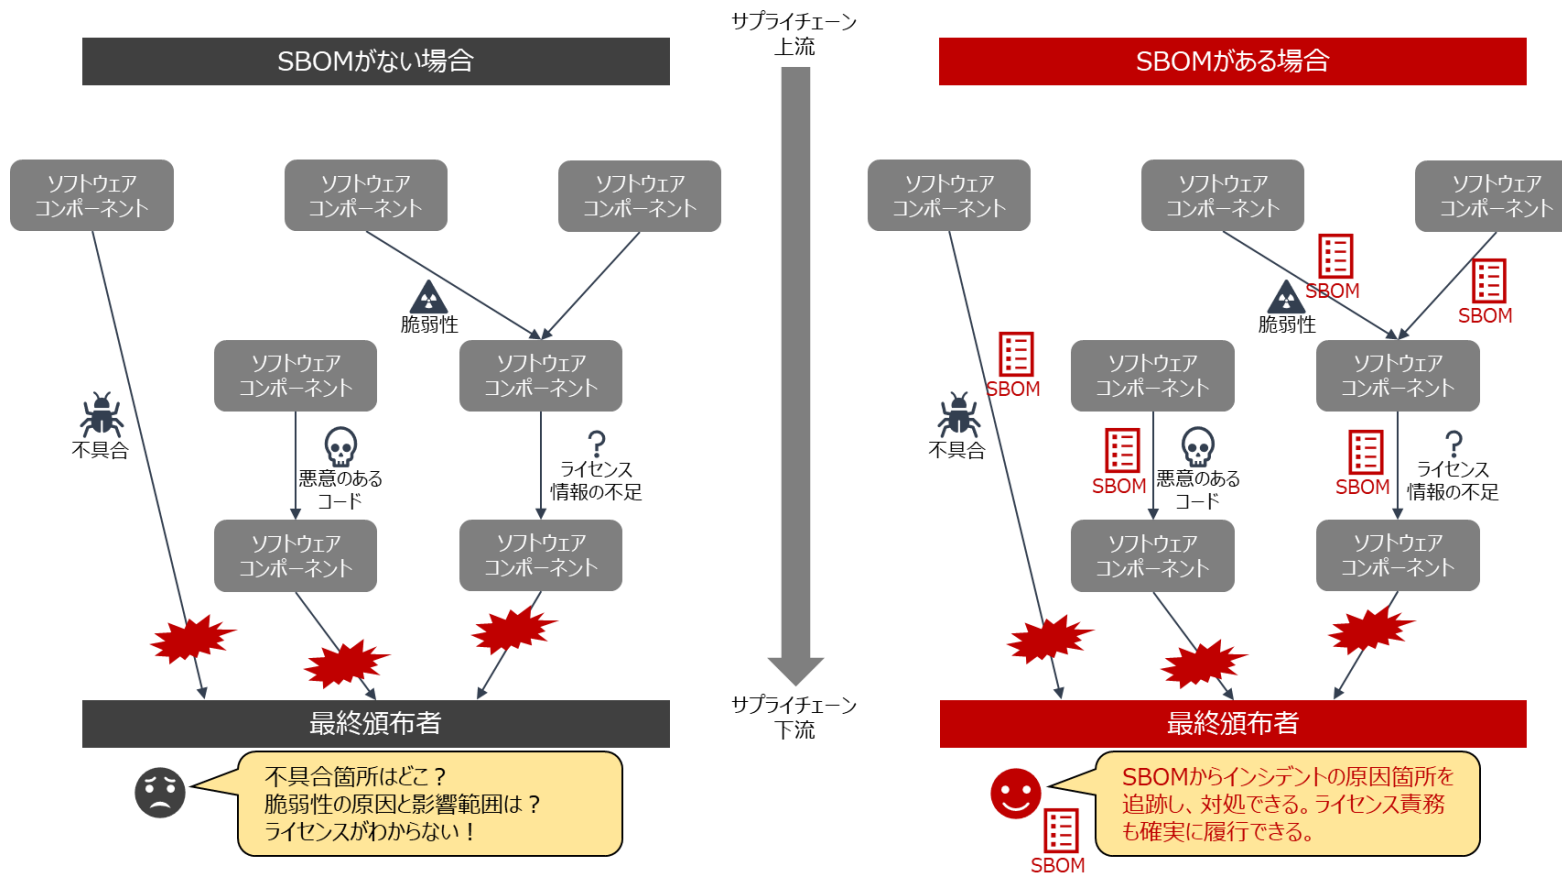 サプライチェーン
上流
SBOMがない場合
ソフトウェア
コンポーネント
ソフトウェア
コンポーネント
ソフトウェア
コンポーネント
脆弱性
ソフトウェア
コンポーネント
ソフトウェア
コンポーネント
不具合
悪意のある
コード
?
ライセンス
情報の不足
ソフトウェア
コンポーネント
ソフトウェア
コンポーネント
最終頒布者
不具合箇所はどこ？
脆弱性の原因と影響範囲は？
ライセンスがわからない！
サプライチェーン
下流
SBOMがある場合
ソフトウェア
コンポーネント
ソフトウェア
コンポーネント
ソフトウェア
コンポーネント
SBOM
SBOM
脆弱性
SBOM
ソフトウェア
コンポーネント
ソフトウェア
コンポーネント
不具合
SBOM
悪意のある
コード
SBOM
?
ライセンス
情報の不足
ソフトウェア
コンポーネント
ソフトウェア
コンポーネント
最終頒布者
SBOMからインシデントの原因箇所を
追跡し、対処できる。ライセンス責務
も確実に履行できる。
SBOM